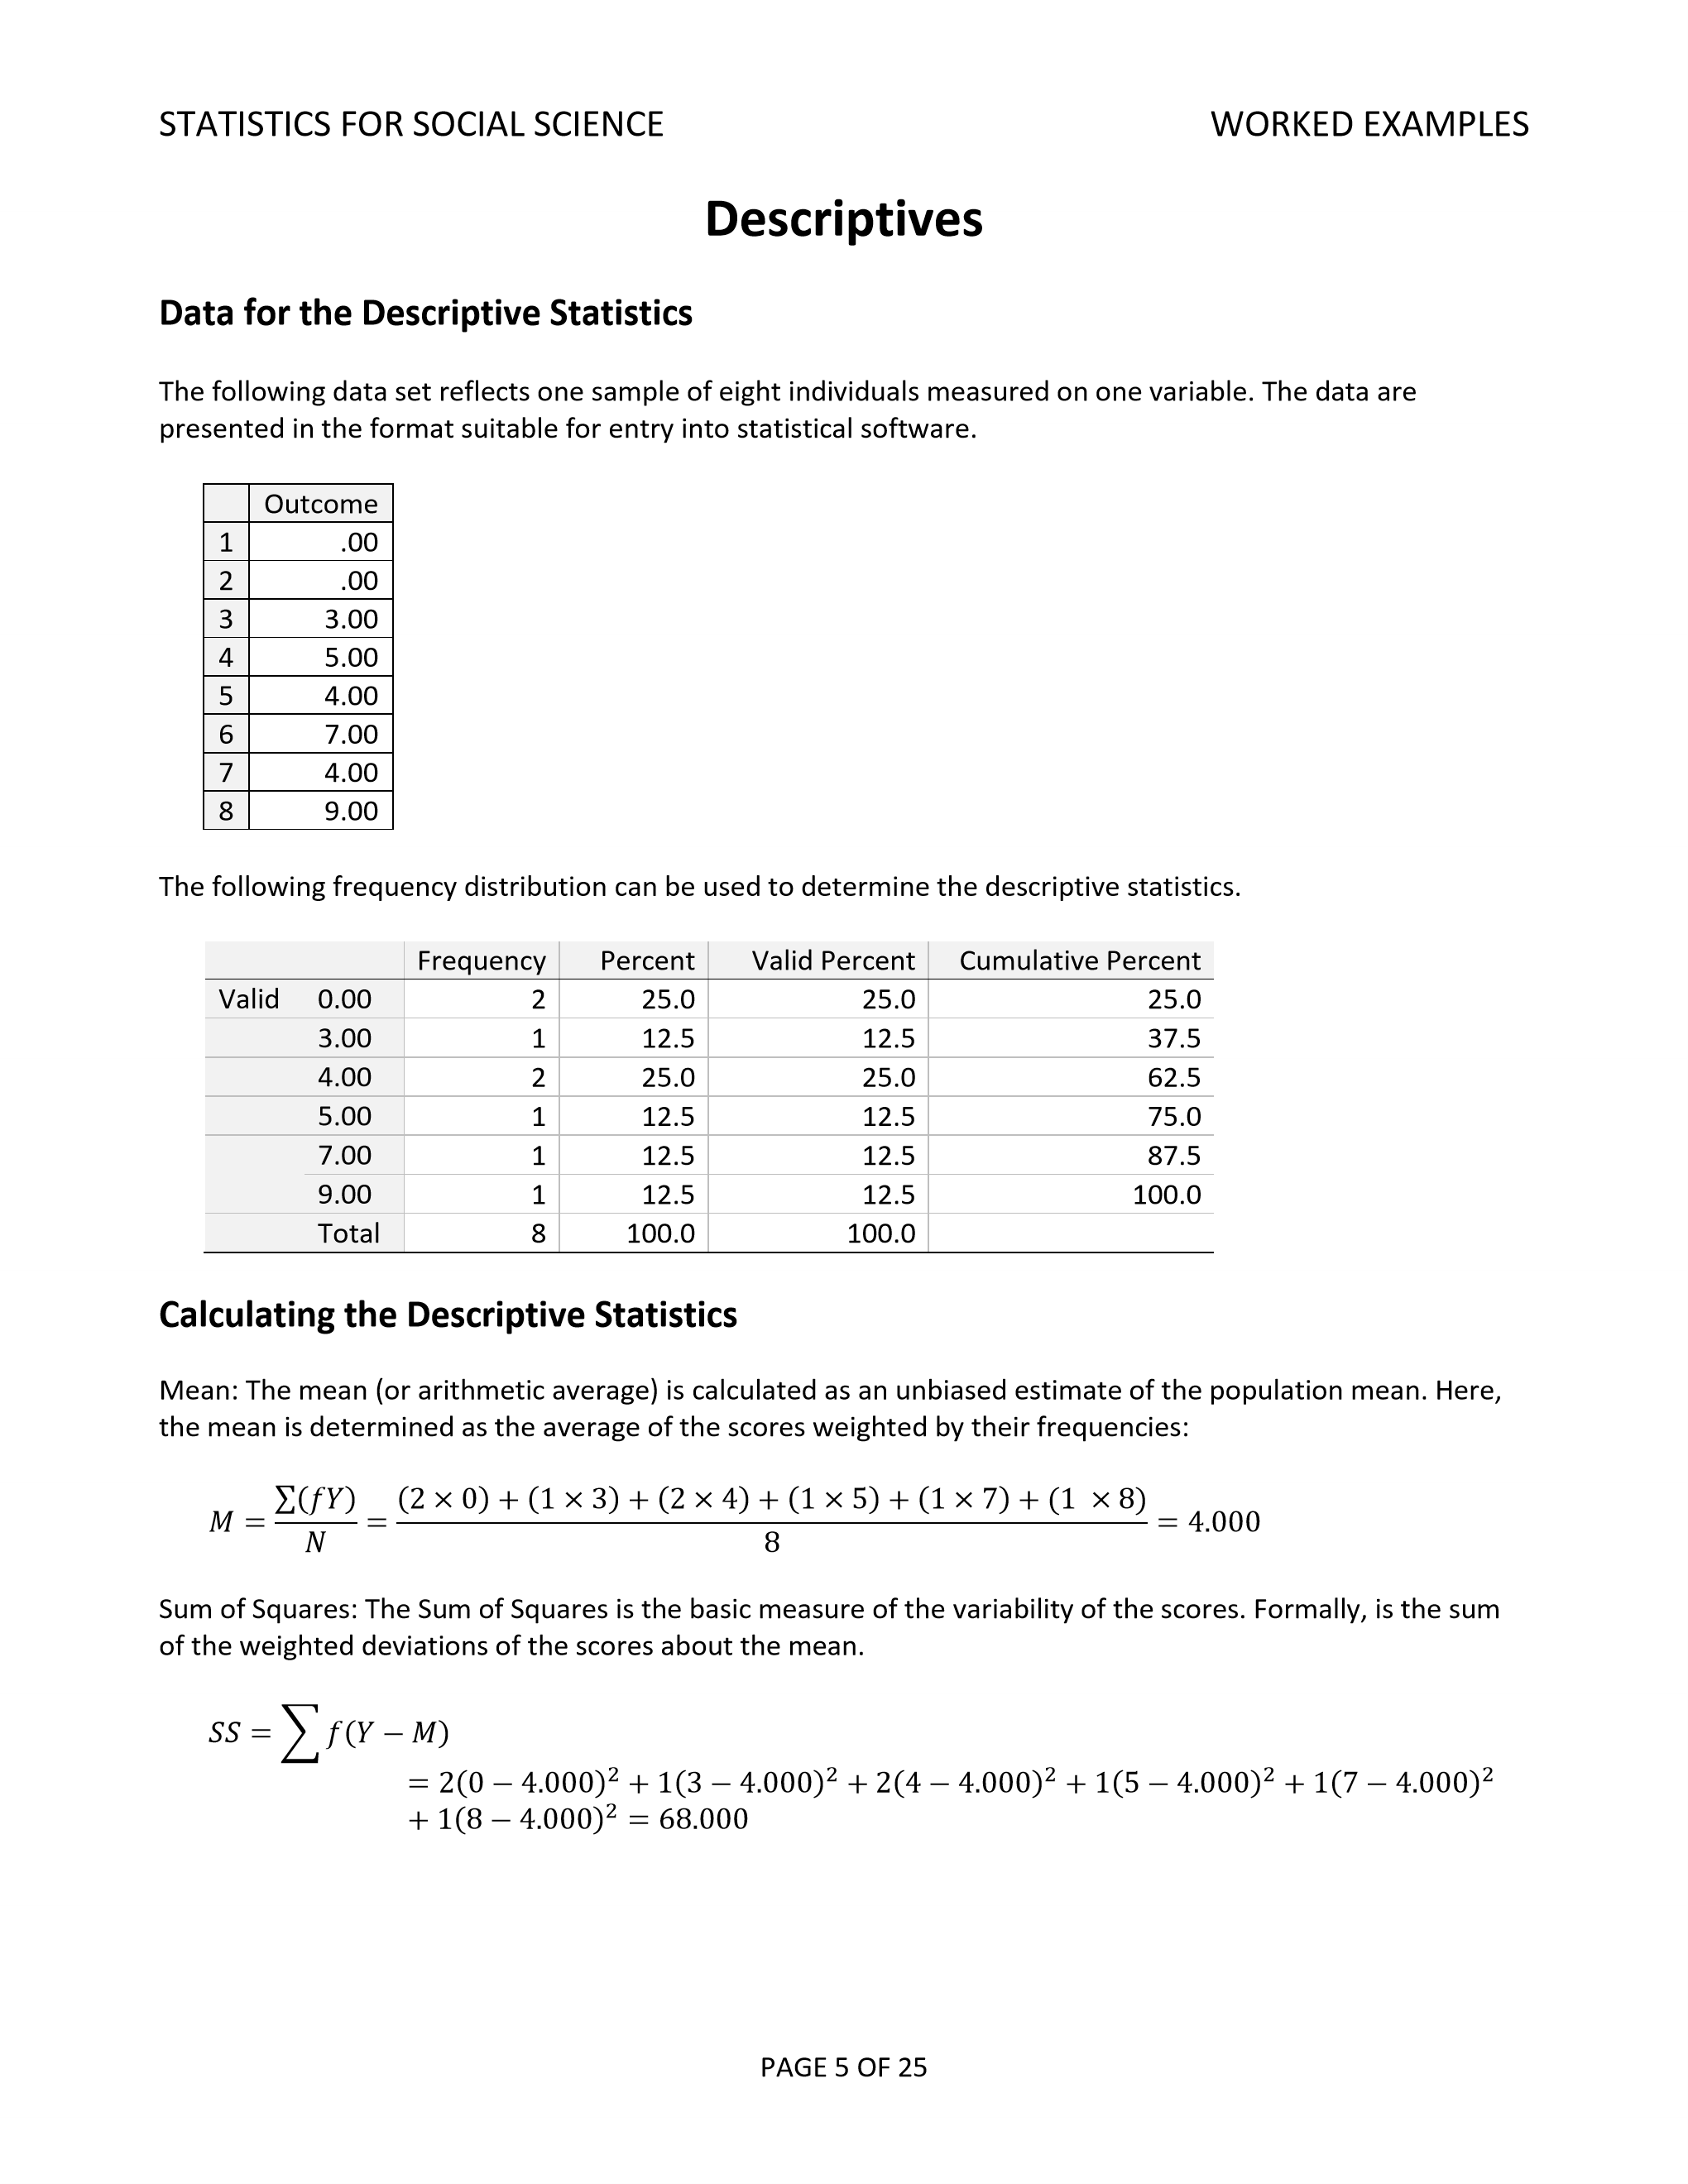 STATISTICS FOR SOCIAL SCIENCE WORKED EXAMPLES
Descriptives
Data for the Descriptive Statistics
The following data set reflects one sample of eight individuals measured on one variable. The data are
presented in the format suitable for entry into statistical software.
Outcome
1 .00
2 .00
3 3.00
4 5.00
5 4.00
6 7.00
7 4.00
8 9.00
The following frequency distribution can be used to determine the descriptive statistics.
Frequency Percent Valid Percent Cumulative Percent
Valid 0.00 2 25.0 25.0 25.0
3.00 1 12.5 12.5 37.5
4.00 2 25.0 25.0 62.5
5.00 1 12.5 12.5 75.0
7.00 1 12.5 12.5 87.5
9.00 1 12.5 12.5 100.0
Total 8 100.0 100.0
Calculating the Descriptive Statistics
Mean: The mean (or arithmetic average) is calculated as an unbiased estimate of the population mean. Here,
the mean is determined as the average of the scores weighted by their frequencies:
M = ∑(fY) / N = (2 × 0) + (1 × 3) + (2 × 4) + (1 × 5) + (1 × 7) + (1 × 8) / 8 = 4.000
Sum of Squares: The Sum of Squares is the basic measure of the variability of the scores. Formally, is the sum
of the weighted deviations of the scores about the mean.
SS = ∑ f(Y − M)
= 2(0 − 4.000)² + 1(3 − 4.000)² + 2(4 − 4.000)² + 1(5 − 4.000)² + 1(7 − 4.000)²
+ 1(8 − 4.000)² = 68.000
PAGE 5 OF 25